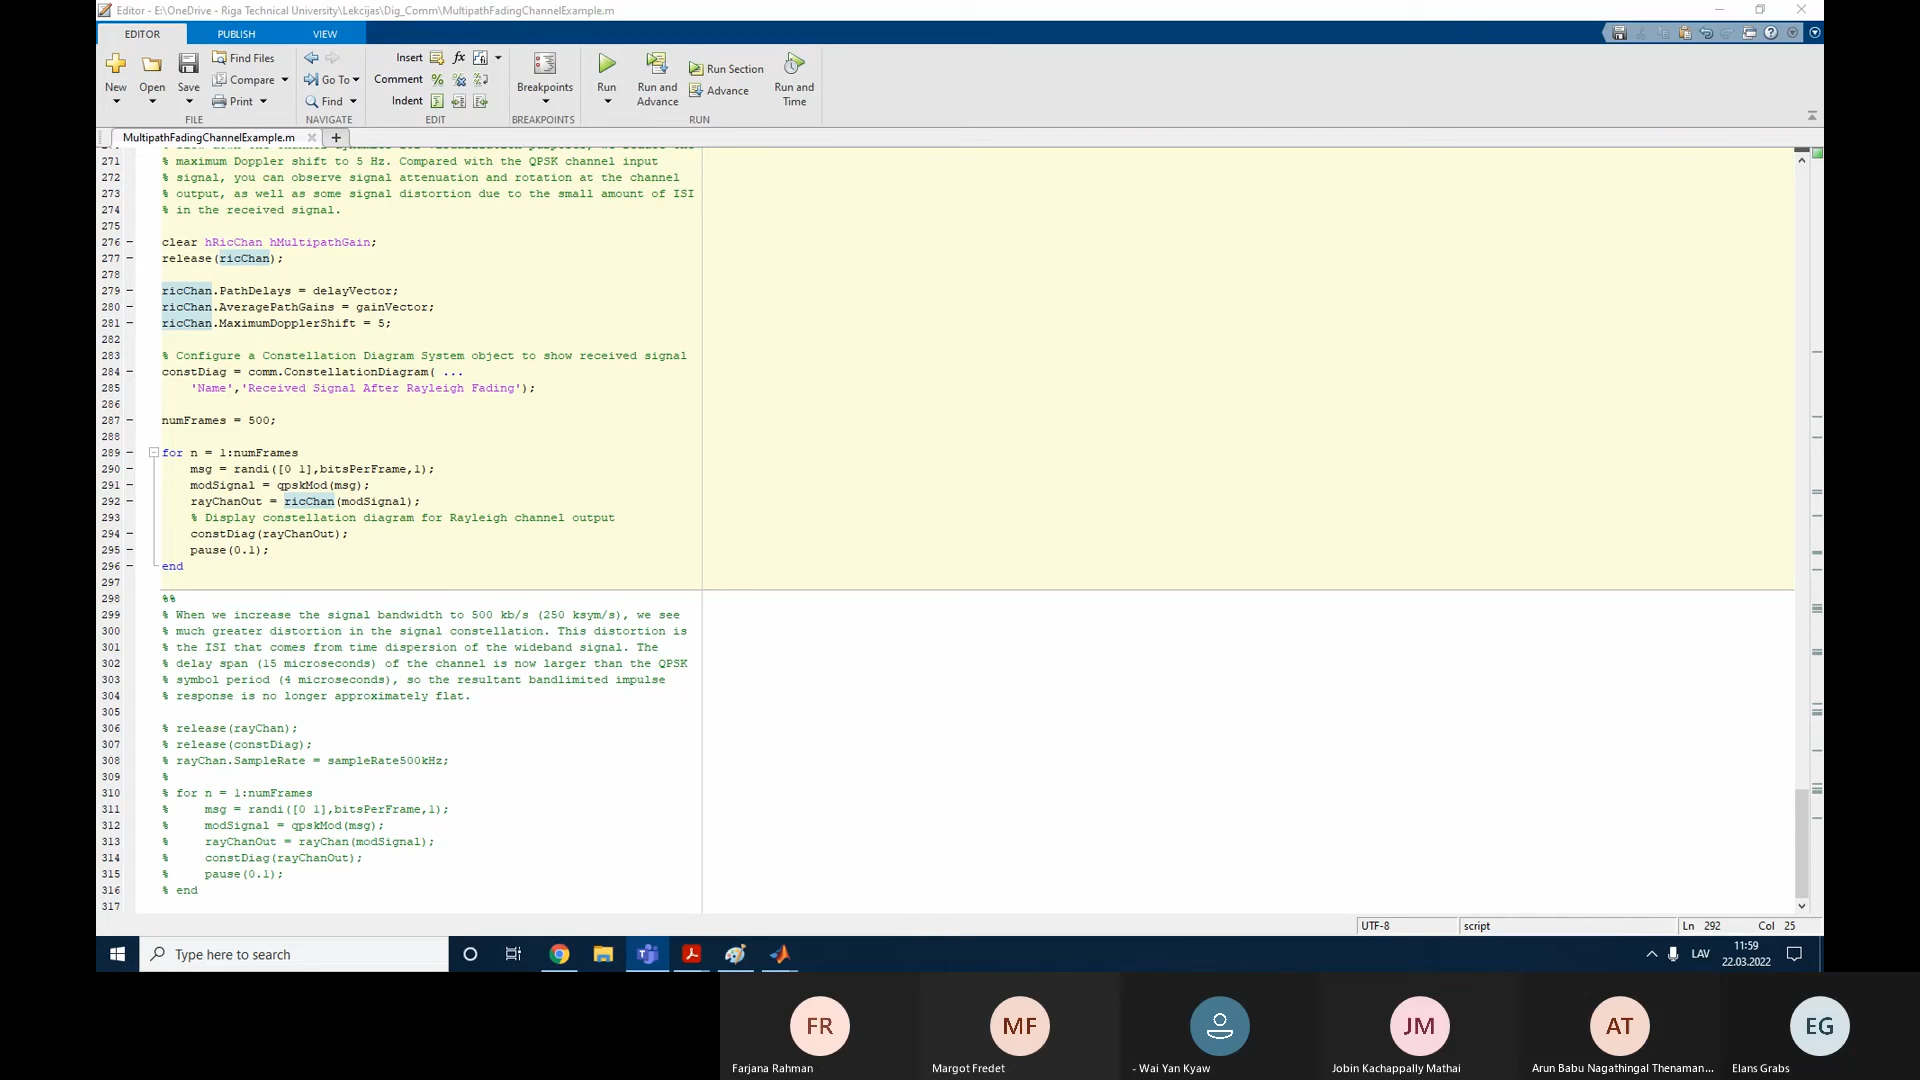 Editor - E:\OneDrive - Riga Technical University\Lekcijas\Dig_Comm\MultipathFadingChannelExample.m
EDITOR PUBLISH VIEW
New Open Save Find Files Compare Print
Go To Find
Insert fx
Comment
Indent
Breakpoints
Run Run and Advance Run Section Advance Run and Time
FILE NAVIGATE EDIT BREAKPOINTS RUN
MultipathFadingChannelExample.m
271 % maximum Doppler shift to 5 Hz. Compared with the QPSK channel input
272 % signal, you can observe signal attenuation and rotation at the channel
273 % output, as well as some signal distortion due to the small amount of ISI
274 % in the received signal.
275
276 clear hRicChan hMultipathGain;
277 release(ricChan);
278
279 ricChan.PathDelays = delayVector;
280 ricChan.AveragePathGains = gainVector;
281 ricChan.MaximumDopplerShift = 5;
282
283 % Configure a Constellation Diagram System object to show received signal
284 constDiag = comm.ConstellationDiagram( ...
285 'Name','Received Signal After Rayleigh Fading');
286
287 numFrames = 500;
288
289 for n = 1:numFrames
290 msg = randi([0 1],bitsPerFrame,1);
291 modSignal = qpskMod(msg);
292 rayChanOut = ricChan(modSignal);
293 % Display constellation diagram for Rayleigh channel output
294 constDiag(rayChanOut);
295 pause(0.1);
296 end
297
298 %%
299 % When we increase the signal bandwidth to 500 kb/s (250 ksym/s), we see
300 % much greater distortion in the signal constellation. This distortion is
301 % the ISI that comes from time dispersion of the wideband signal. The
302 % delay span (15 microseconds) of the channel is now larger than the QPSK
303 % symbol period (4 microseconds), so the resultant bandlimited impulse
304 % response is no longer approximately flat.
305
306 % release(rayChan);
307 % release(constDiag);
308 % rayChan.SampleRate = sampleRate500kHz;
309 %
310 % for n = 1:numFrames
311 % msg = randi([0 1],bitsPerFrame,1);
312 % modSignal = qpskMod(msg);
313 % rayChanOut = rayChan(modSignal);
314 % constDiag(rayChanOut);
315 % pause(0.1);
316 % end
317
UTF-8 script Ln 292 Col 25
Type here to search
LAV 11:59
22.03.2022
FR MF JM AT EG
Farjana Rahman Margot Fredet - Wai Yan Kyaw Jobin Kachappally Mathai Arun Babu Nagathingal Thenaman... Elans Grabs